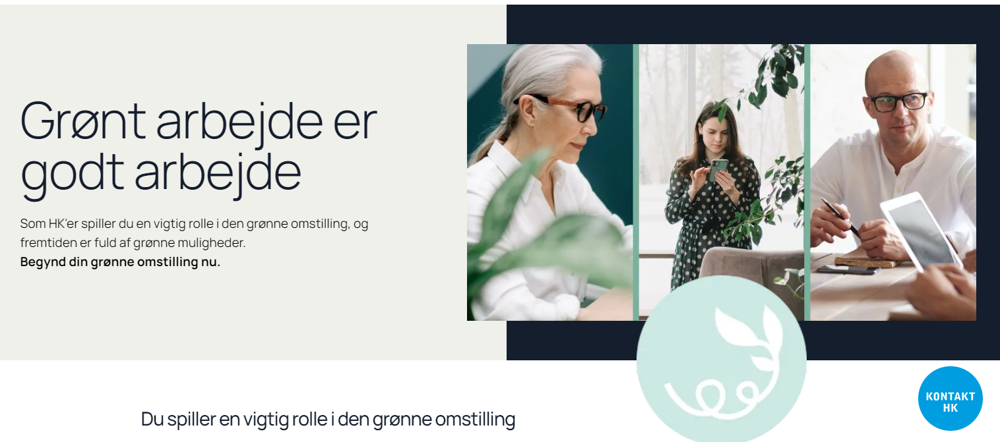 Grønt arbejde er
godt arbejde
Som HK'er spiller du en vigtig rolle i den grønne omstilling, og
fremtiden er fuld af grønne muligheder.
Begynd din grønne omstilling nu.
KONTAKT
HK
Du spiller en vigtig rolle i den grønne omstilling